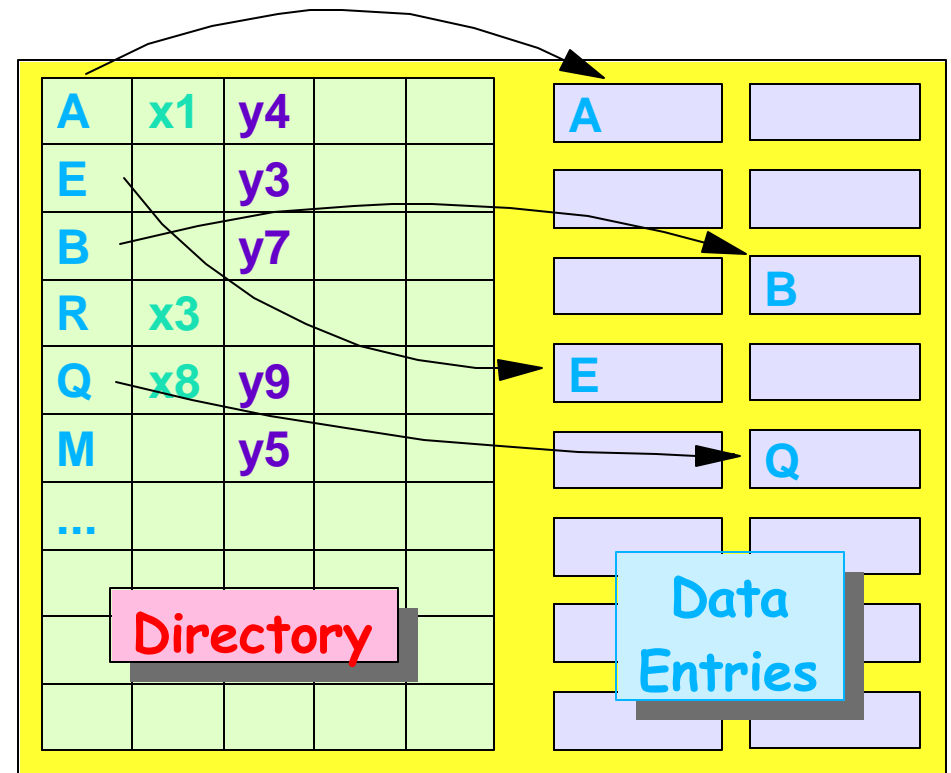 A x1 y4
E y3
B y7
R x3
Q x8 y9
M y5
...
Directory
A
B
E
Q
Data
Entries